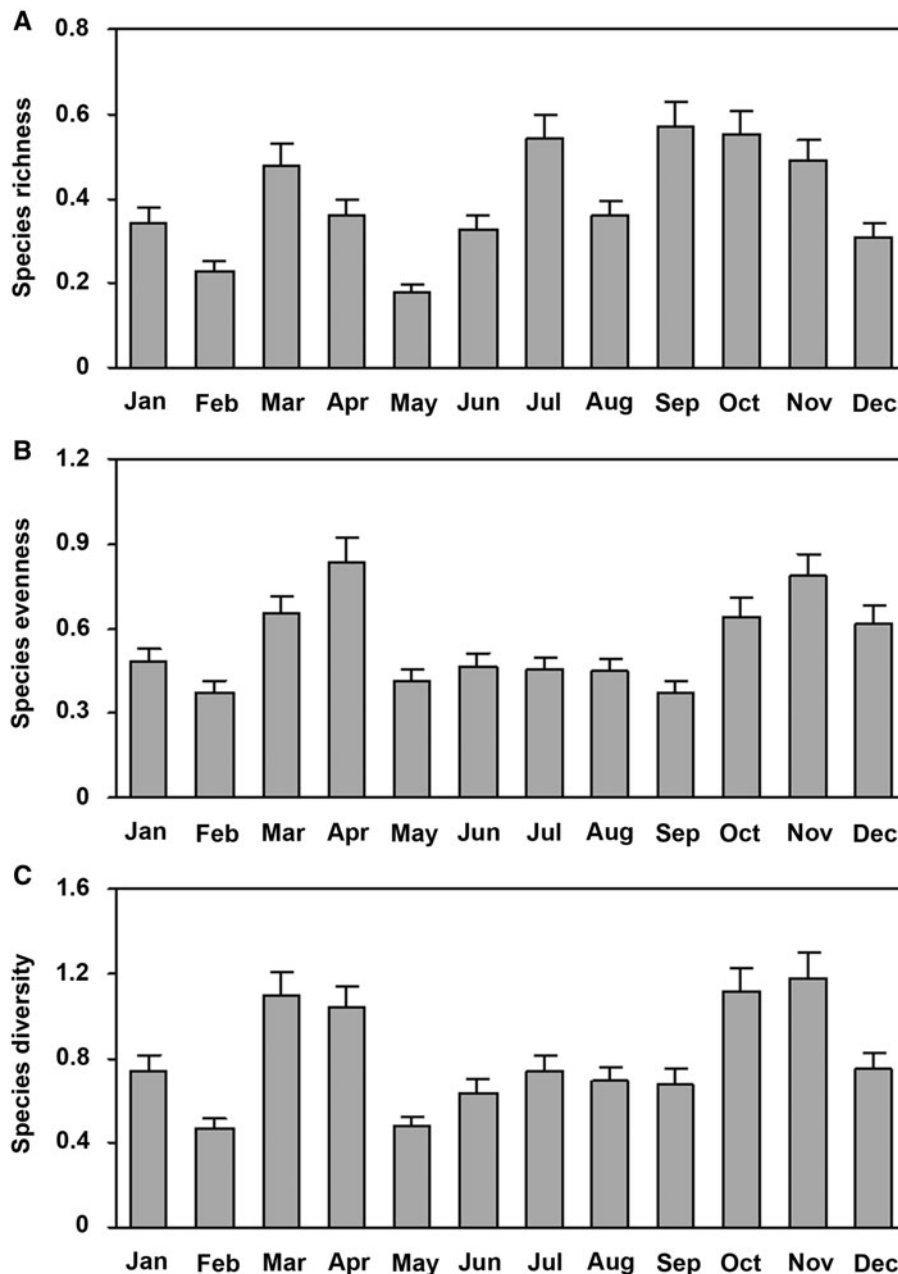 A
Species richness
0.8
0.6
0.4
0.2
0
Jan Feb Mar Apr May Jun Jul Aug Sep Oct Nov Dec
B
Species evenness
1.2
0.9
0.6
0.3
0
Jan Feb Mar Apr May Jun Jul Aug Sep Oct Nov Dec
C
Species diversity
1.6
1.2
0.8
0.4
0
Jan Feb Mar Apr May Jun Jul Aug Sep Oct Nov Dec